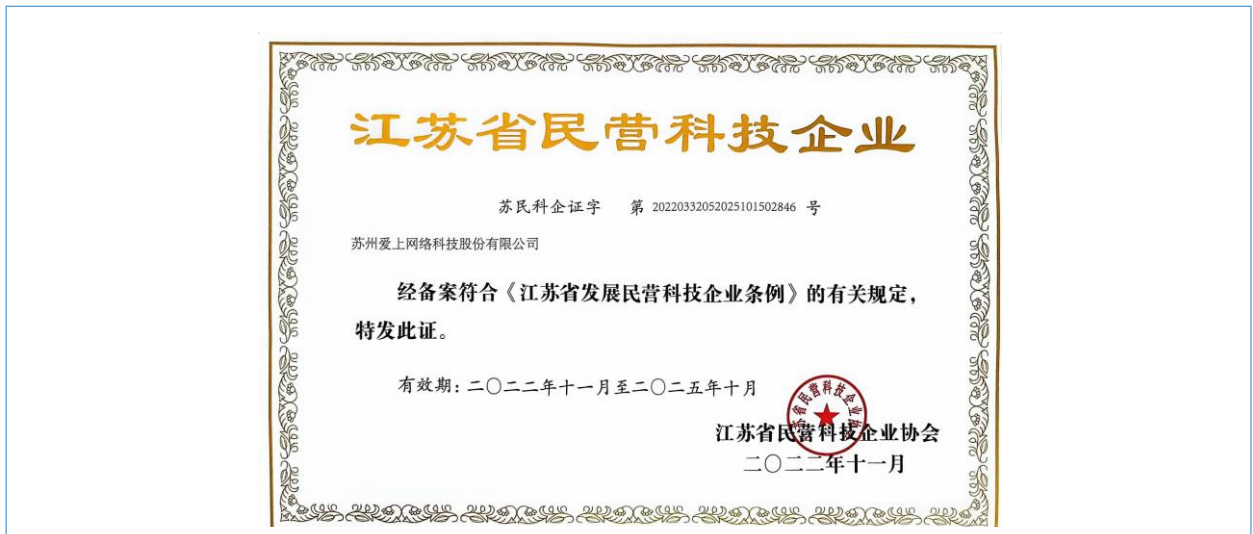 江苏省民营科技企业
苏民科企证字 第 20220332052025101502846 号
苏州爱上网络科技股份有限公司
经备案符合《江苏省发展民营科技企业条例》的有关规定，
特发此证。
有效期：二〇二二年十一月至二〇二五年十月
江苏省民营科技企业协会
二〇二二年十一月